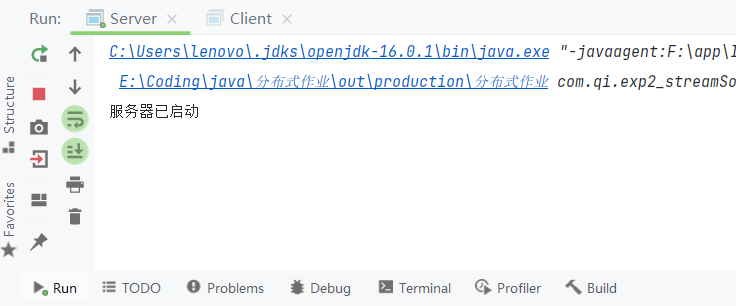 Run: Server × Client ×
C:\Users\lenovo\.jdks\openjdk-16.0.1\bin\java.exe "-javaagent:F:\app\I
E:\Coding\java\分布式作业\out\production\分布式作业 com.qi.exp2_streamSo
服务器已启动
Structure
Favorites
Run TODO Problems Debug Terminal Profiler Build